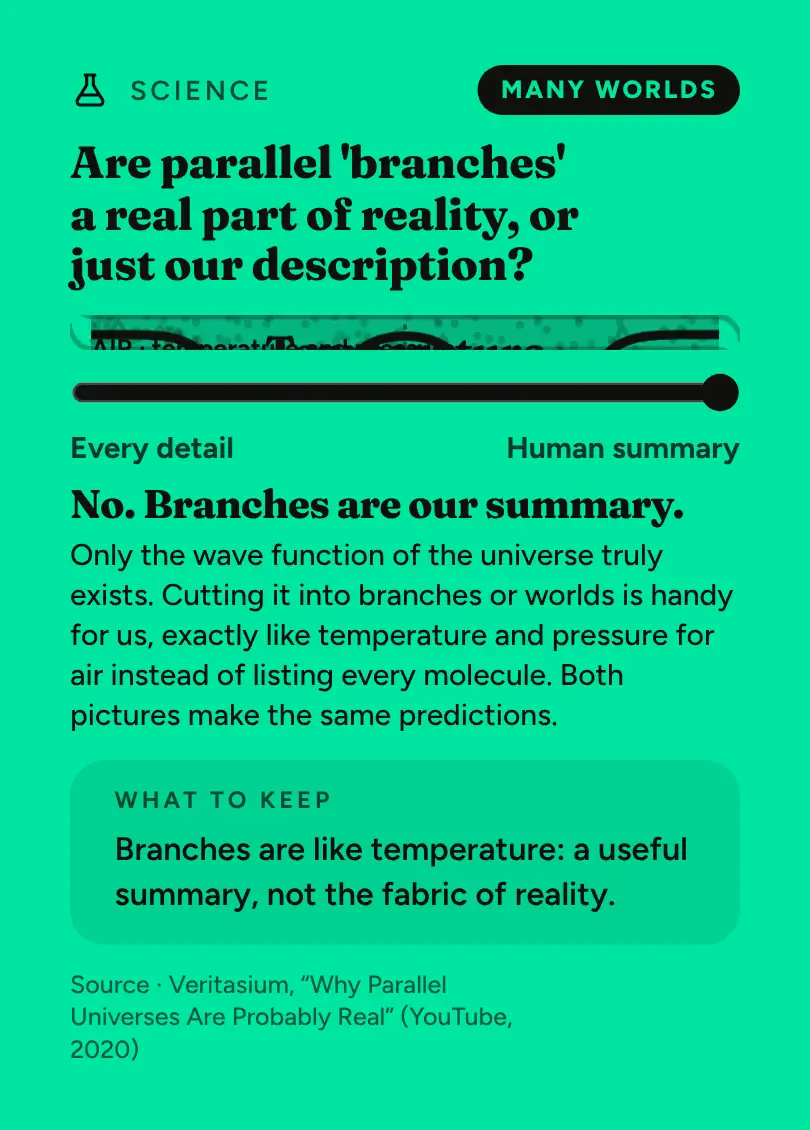 SCIENCE
MANY WORLDS
Are parallel 'branches'
a real part of reality, or
just our description?
Every detail
Human summary
No. Branches are our summary.
Only the wave function of the universe truly
exists. Cutting it into branches or worlds is handy
for us, exactly like temperature and pressure for
air instead of listing every molecule. Both
pictures make the same predictions.
WHAT TO KEEP
Branches are like temperature: a useful
summary, not the fabric of reality.
Source · Veritasium, “Why Parallel
Universes Are Probably Real” (YouTube,
2020)